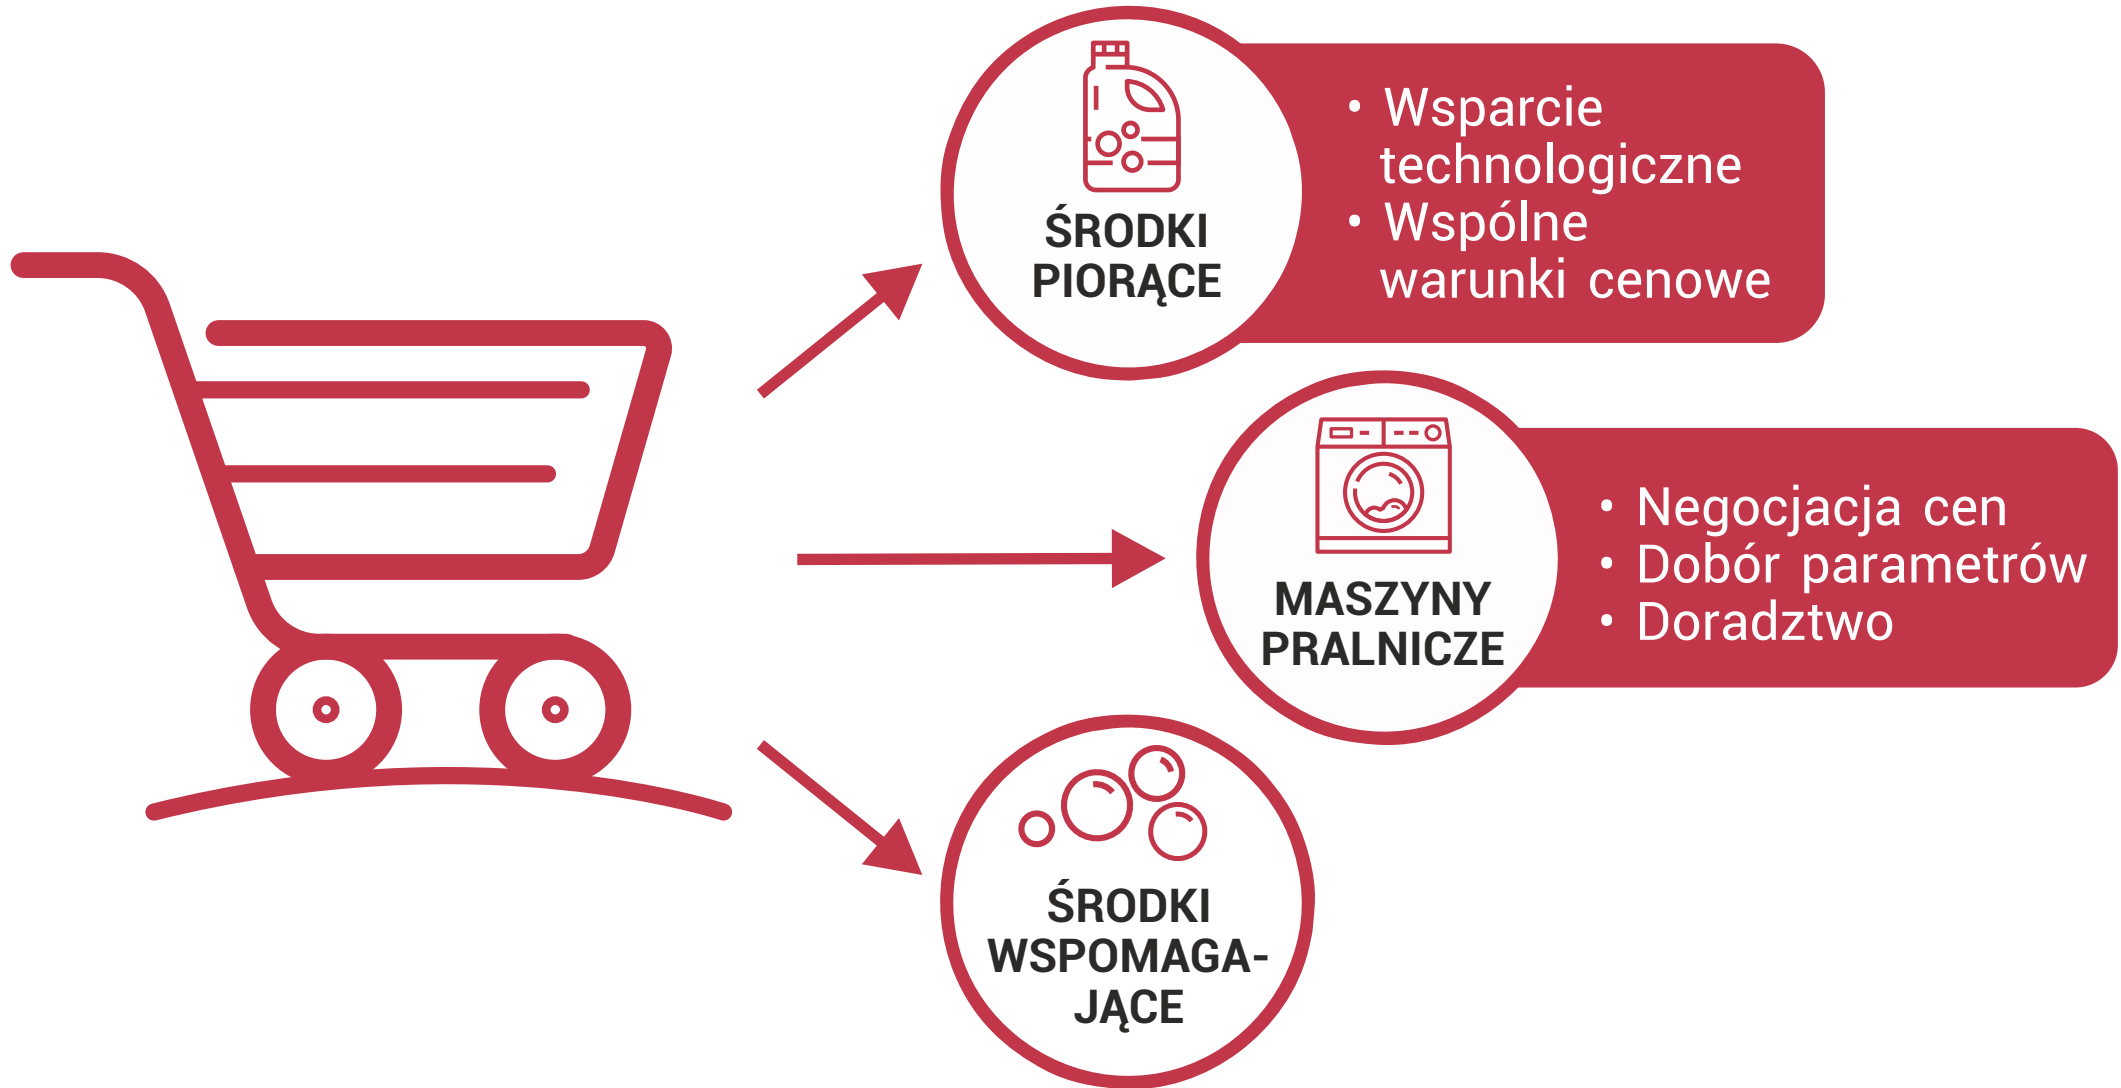 ŚRODKI
PIORĄCE
• Wsparcie
technologiczne
• Wspólne
warunki cenowe
MASZYNY
PRALNICZE
• Negocjacja cen
• Dobór parametrów
• Doradztwo
ŚRODKI
WSPOMAGA-
JĄCE